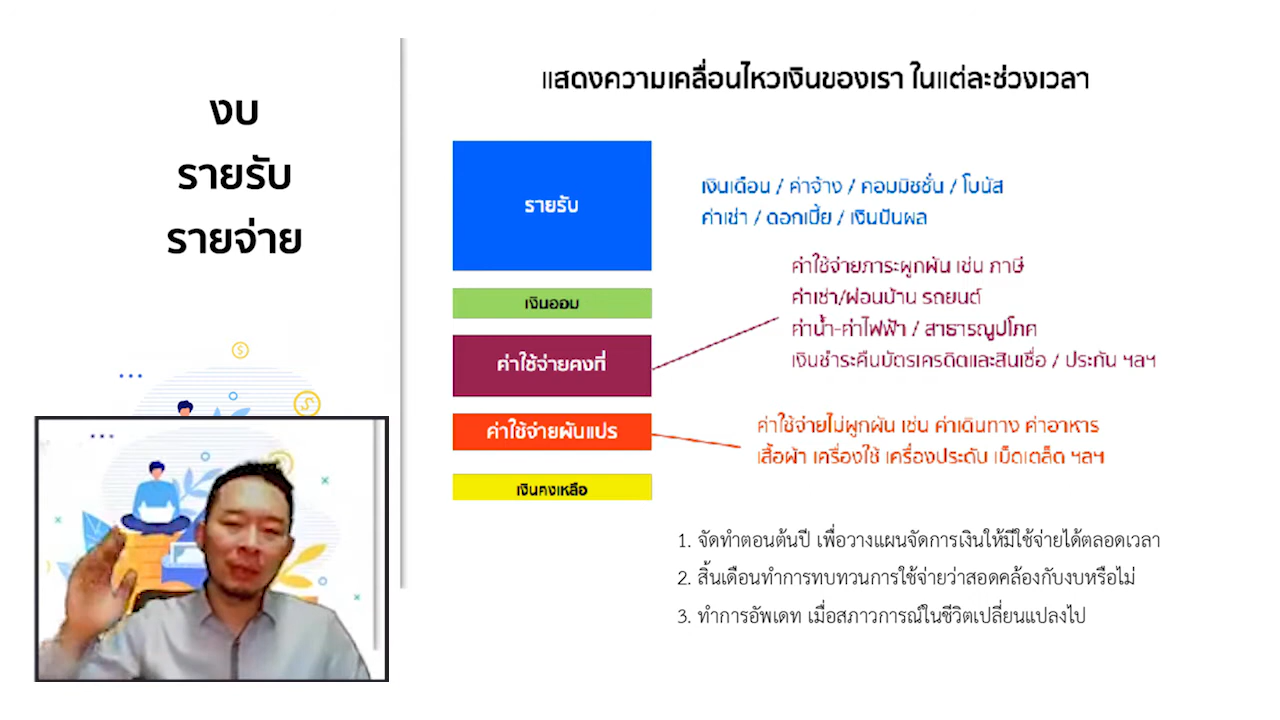 งบ
รายรับ
รายจ่าย
แสดงความเคลื่อนไหวเงินของเรา ในแต่ละช่วงเวลา
รายรับ
เงินเดือน / ค่าจ้าง / คอมมิชชั่น / โบนัส
ค่าเช่า / ดอกเบี้ย / เงินปันผล
เงินออม
ค่าใช้จ่ายคงที่
ค่าใช้จ่ายภาระผูกพัน เช่น ภาษี
ค่าเช่า/ผ่อนบ้าน รถยนต์
ค่าน้ำ-ค่าไฟฟ้า / สาธารณูปโภค
เงินชำระคืนบัตรเครดิตและสินเชื่อ / ประกัน ฯลฯ
ค่าใช้จ่ายผันแปร
ค่าใช้จ่ายไม่ผูกผัน เช่น ค่าเดินทาง ค่าอาหาร
เสื้อผ้า เครื่องใช้ เครื่องประดับ เบ็ดเตล็ด ฯลฯ
เงินคงเหลือ
1. จัดทำตอนต้นปี เพื่อวางแผนจัดการเงินให้มีใช้จ่ายได้ตลอดเวลา
2. สิ้นเดือนทำการทบทวนการใช้จ่ายว่าสอดคล้องกับงบหรือไม่
3. ทำการอัพเดท เมื่อสภาวการณ์ในชีวิตเปลี่ยนแปลงไป